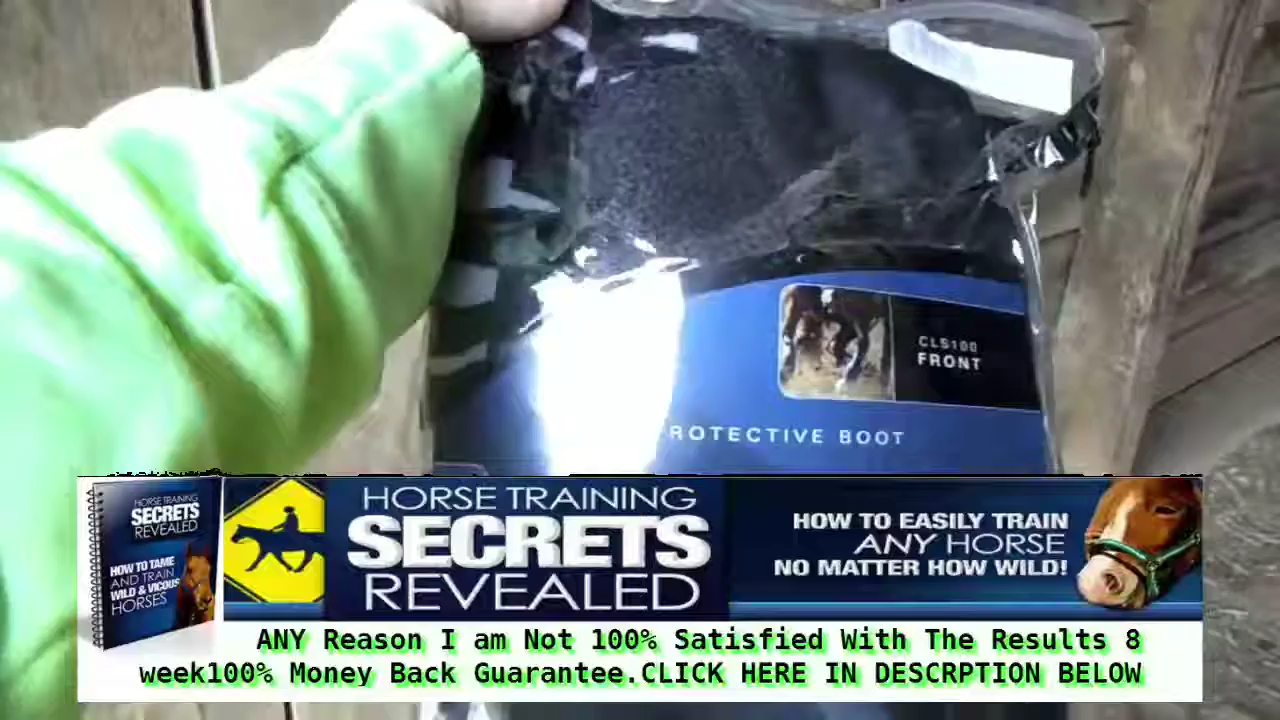 CLS100
FRONT
ROTECTIVE BOOT
HORSE TRAINING
SECRETS
REVEALED
HOW TO TAME
AND TRAIN
WILD & VICOUS
HORSES
HORSE TRAINING
SECRETS
REVEALED
HOW TO EASILY TRAIN
ANY HORSE
NO MATTER HOW WILD!
ANY Reason I am Not 100% Satisfied With The Results 8
week100% Money Back Guarantee.CLICK HERE IN DESCRPTION BELOW